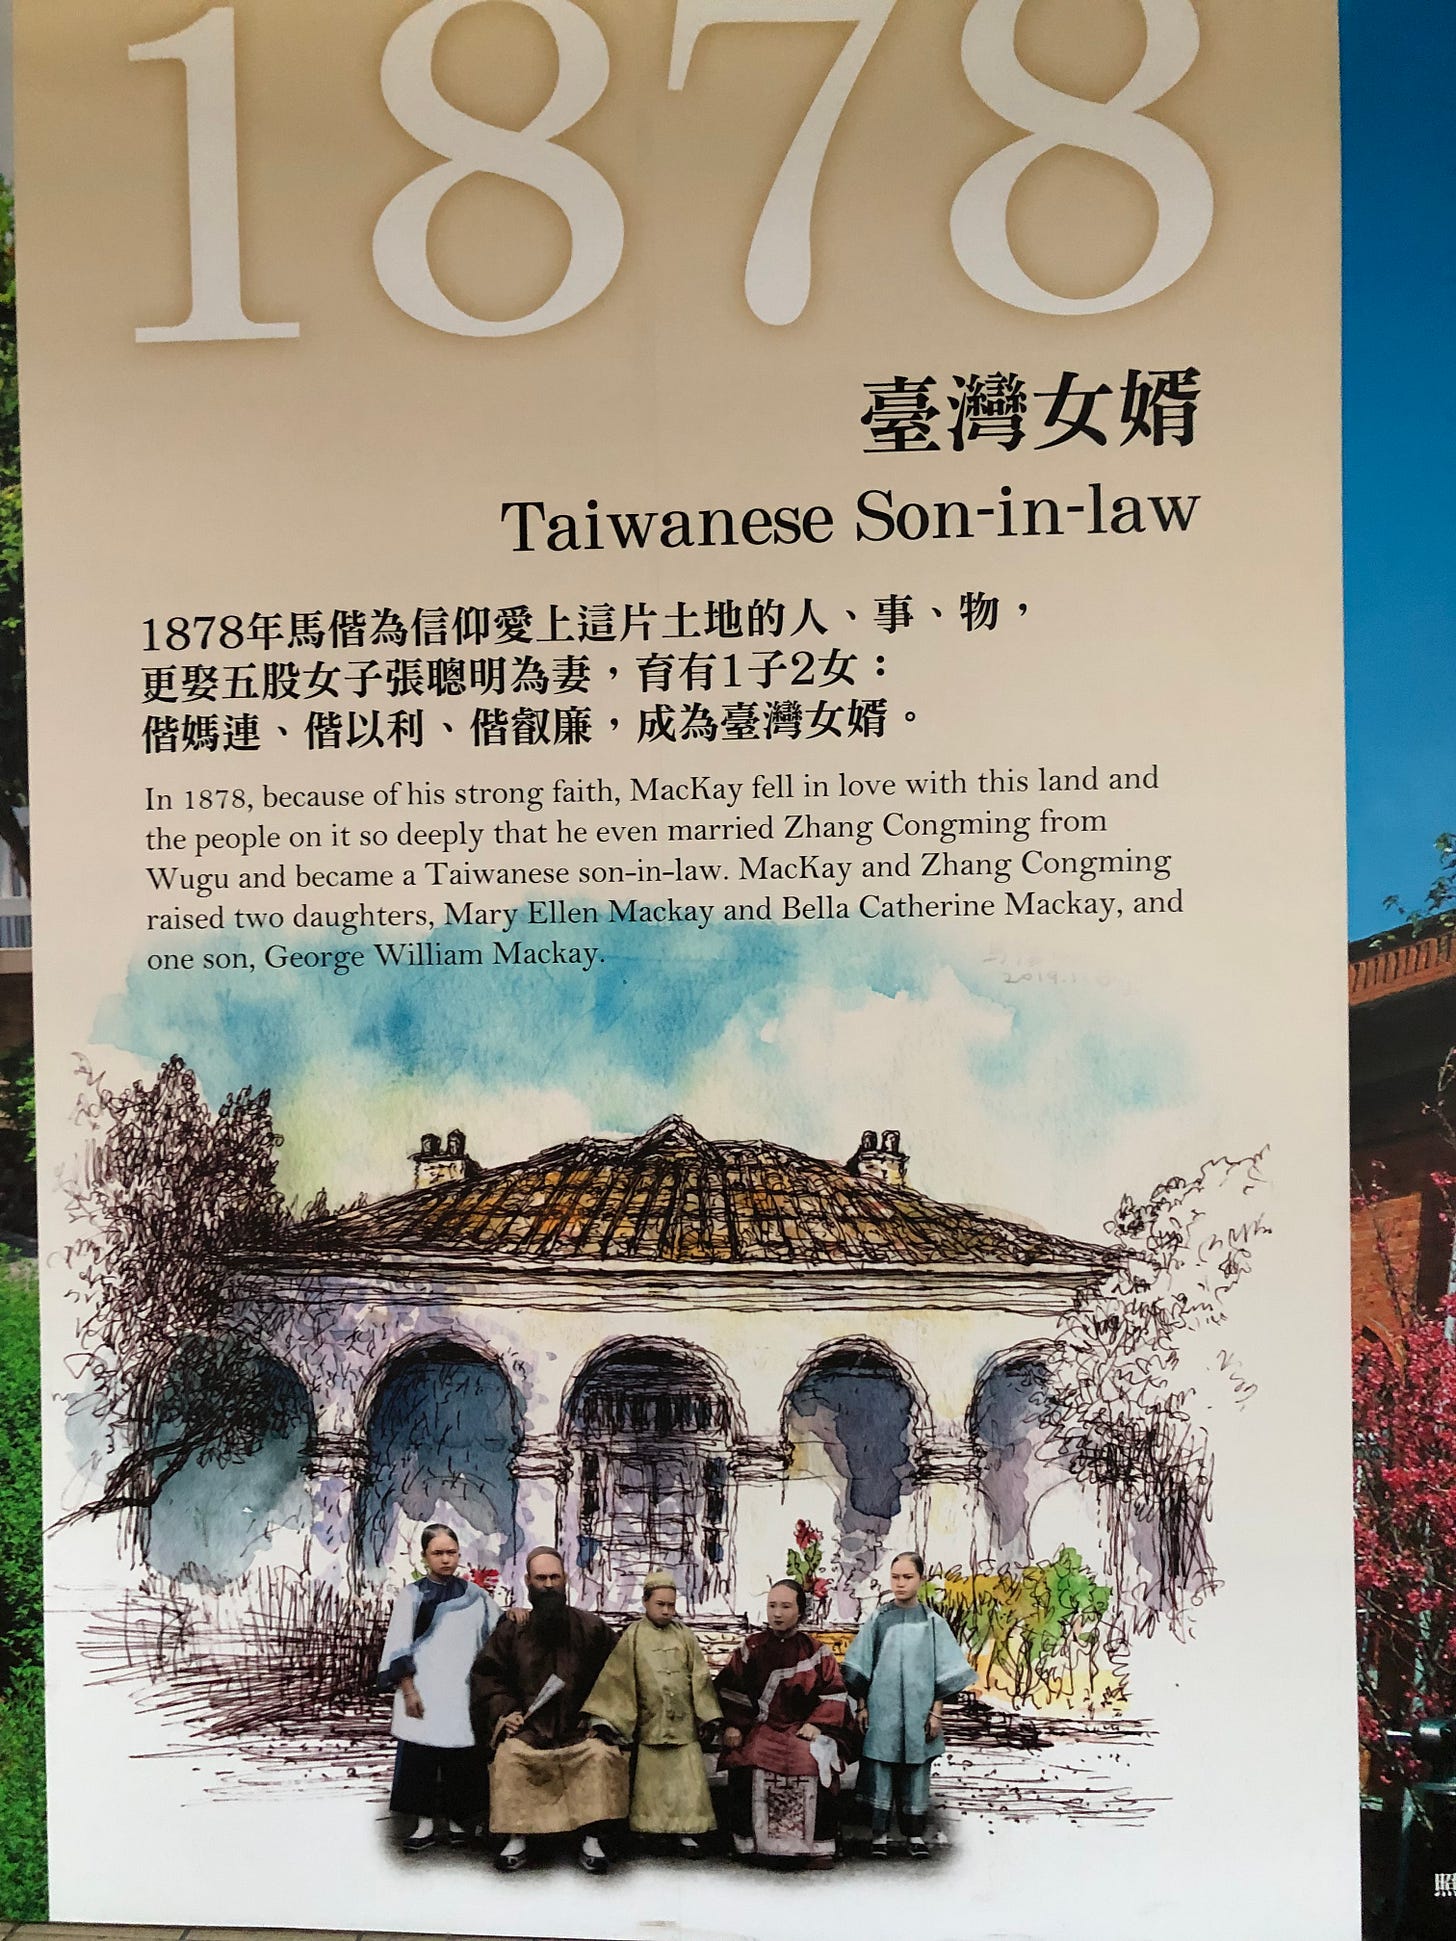 1878
臺灣女婿
Taiwanese Son-in-law
1878年馬偕為信仰愛上這片土地的人、事、物，
更娶五股女子張聰明為妻，育有1子2女：
偕媽連、偕以利、偕叡廉，成為臺灣女婿。
In 1878, because of his strong faith, MacKay fell in love with this land and
the people on it so deeply that he even married Zhang Congming from
Wugu and became a Taiwanese son-in-law. MacKay and Zhang Congming
raised two daughters, Mary Ellen Mackay and Bella Catherine Mackay, and
one son, George William Mackay.
照